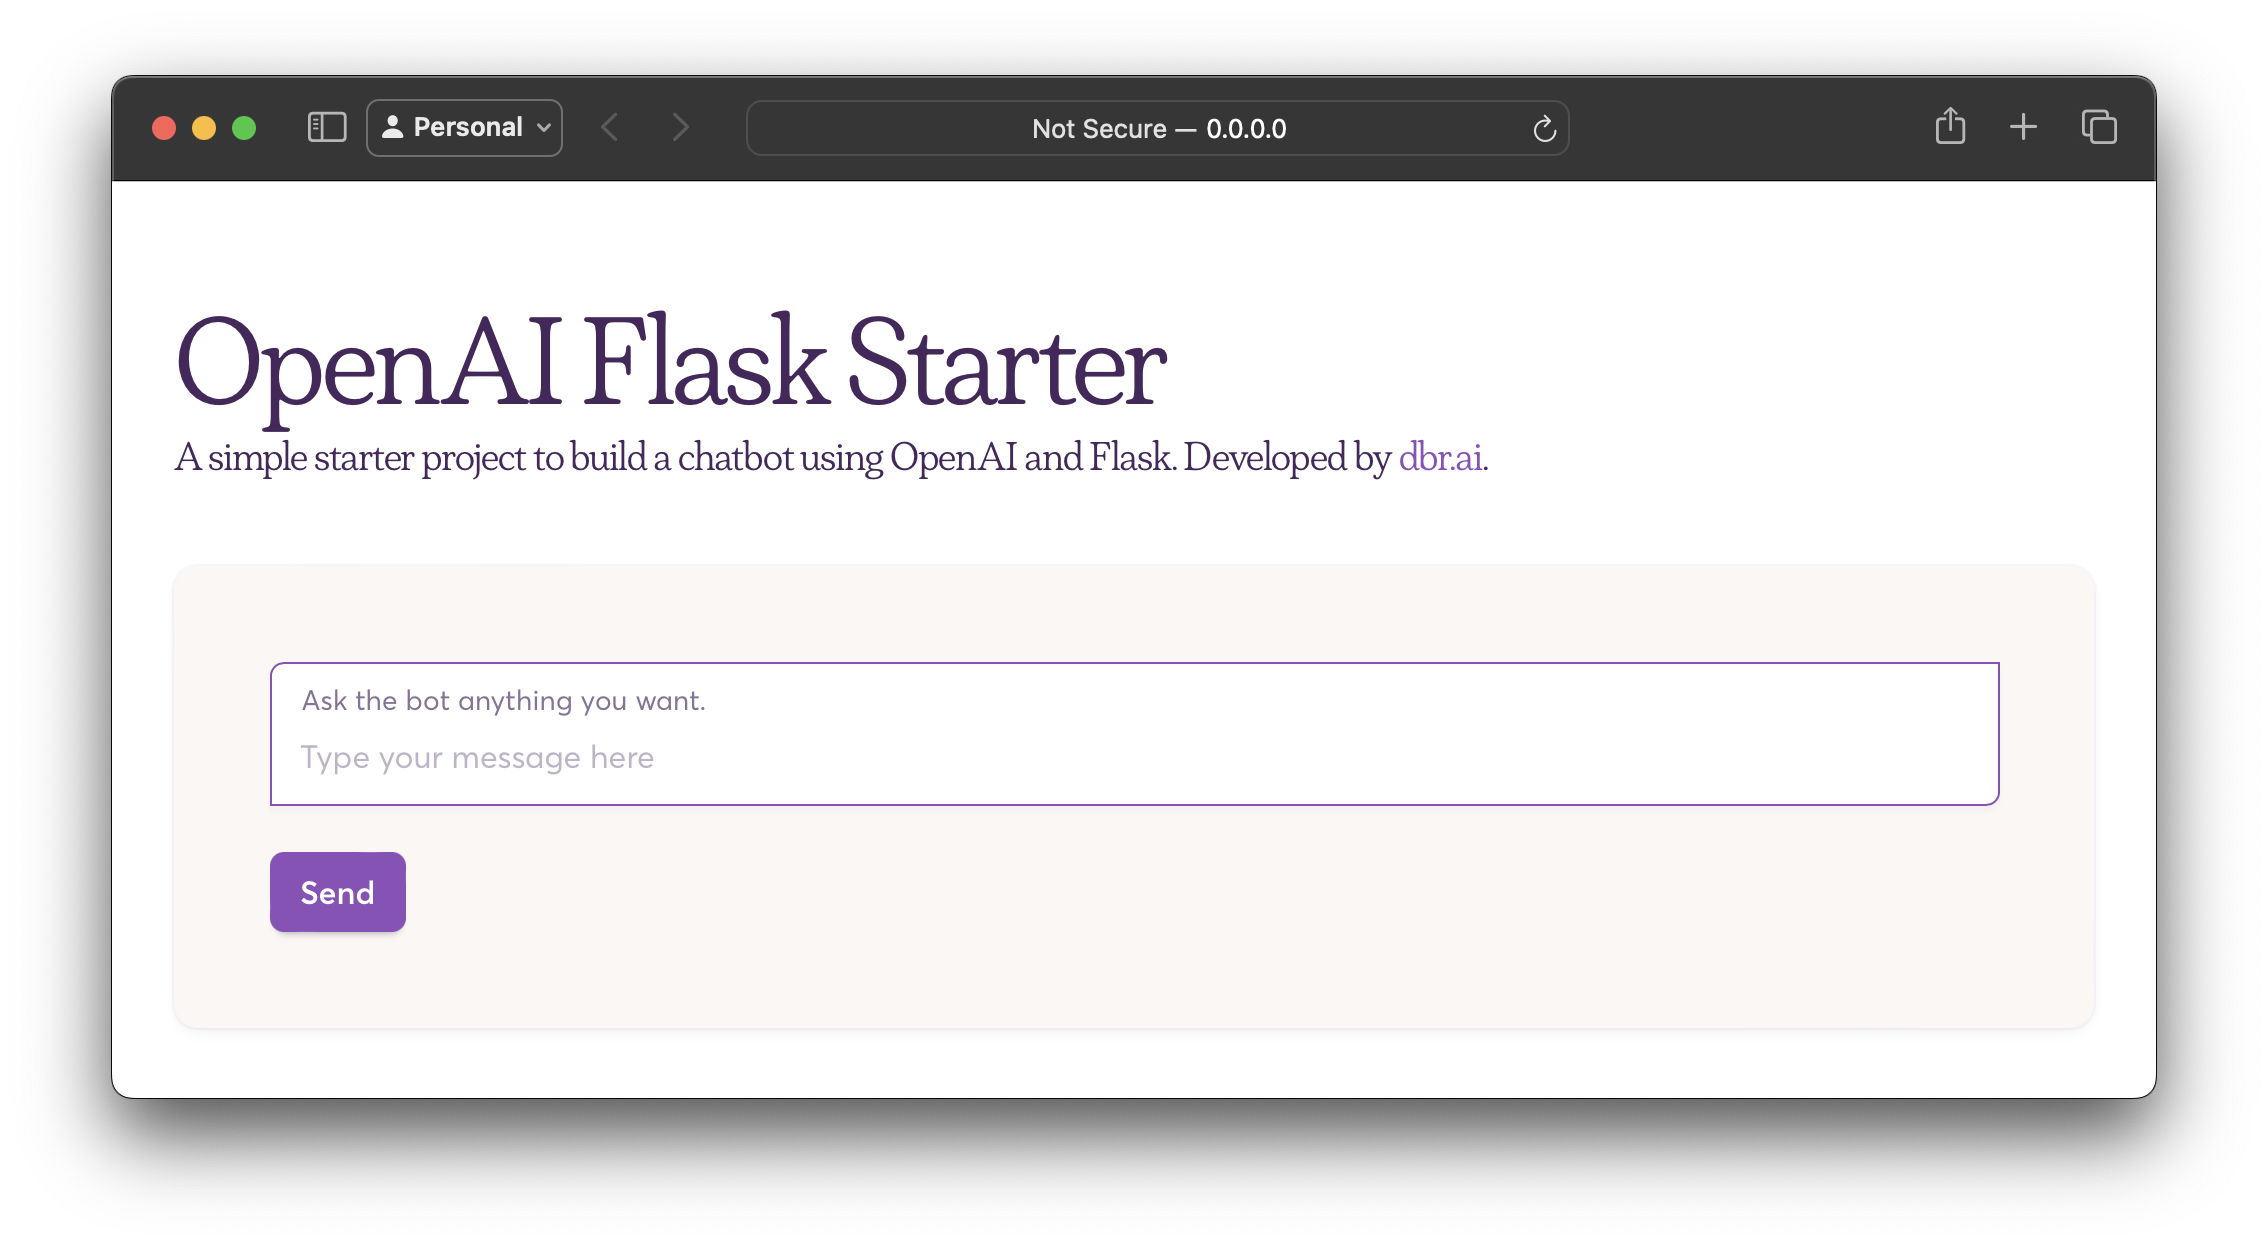 Personal
Not Secure — 0.0.0.0
OpenAI Flask Starter
A simple starter project to build a chatbot using OpenAI and Flask. Developed by dbr.ai.
Ask the bot anything you want.
Type your message here
Send